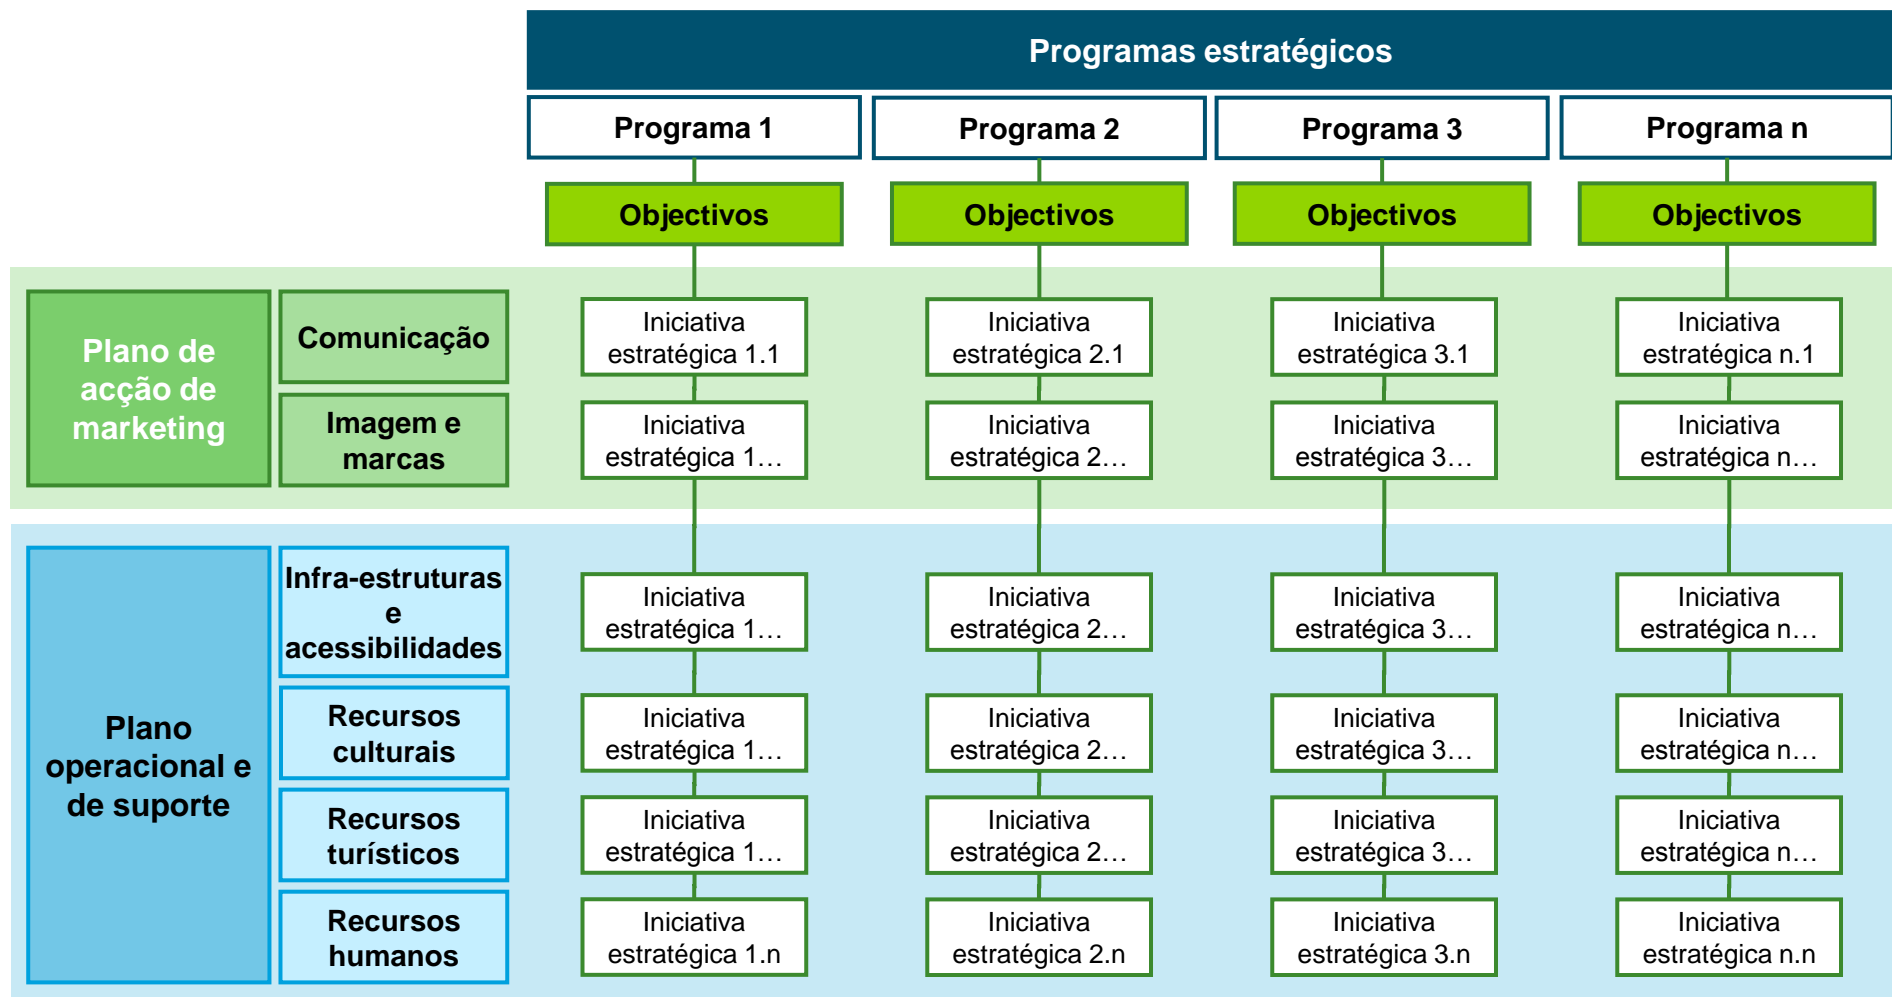 Programas estratégicos
Programa 1
Programa 2
Programa 3
Programa n
Objectivos
Objectivos
Objectivos
Objectivos
Plano de
acção de
marketing
Comunicação
Iniciativa
estratégica 1.1
Iniciativa
estratégica 2.1
Iniciativa
estratégica 3.1
Iniciativa
estratégica n.1
Imagem e
marcas
Iniciativa
estratégica 1…
Iniciativa
estratégica 2…
Iniciativa
estratégica 3…
Iniciativa
estratégica n…
Plano
operacional e
de suporte
Infra-estruturas
e
acessibilidades
Iniciativa
estratégica 1…
Iniciativa
estratégica 2…
Iniciativa
estratégica 3…
Iniciativa
estratégica n…
Recursos
culturais
Iniciativa
estratégica 1…
Iniciativa
estratégica 2…
Iniciativa
estratégica 3…
Iniciativa
estratégica n…
Recursos
turísticos
Iniciativa
estratégica 1…
Iniciativa
estratégica 2…
Iniciativa
estratégica 3…
Iniciativa
estratégica n…
Recursos
humanos
Iniciativa
estratégica 1.n
Iniciativa
estratégica 2.n
Iniciativa
estratégica 3.n
Iniciativa
estratégica n.n